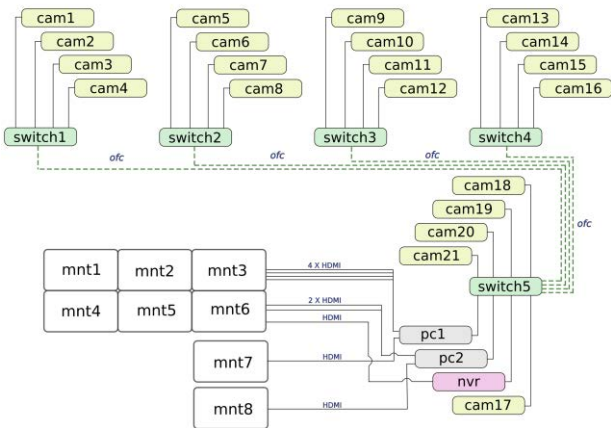 cam1
cam2
cam3
cam4
switch1
cam5
cam6
cam7
cam8
switch2
cam9
cam10
cam11
cam12
switch3
cam13
cam14
cam15
cam16
switch4
ofc
ofc
ofc
ofc
cam18
cam19
cam20
cam21
switch5
mnt1
mnt2
mnt3
4 X HDMI
mnt4
mnt5
mnt6
2 X HDMI
HDMI
pc1
mnt7
HDMI
pc2
nvr
mnt8
HDMI
cam17